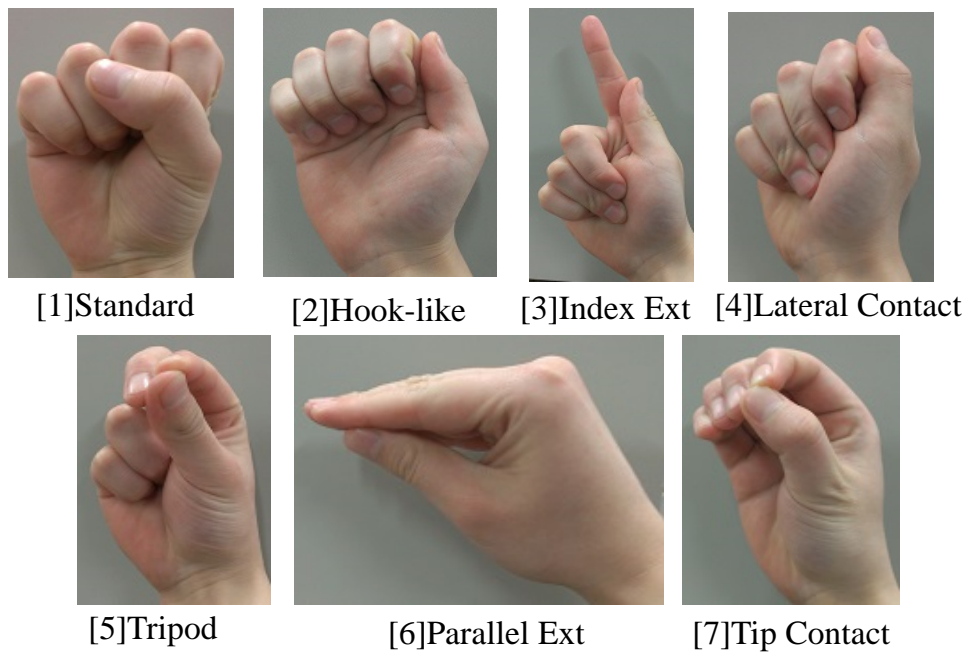 [1]Standard
[2]Hook-like
[3]Index Ext
[4]Lateral Contact
[5]Tripod
[6]Parallel Ext
[7]Tip Contact